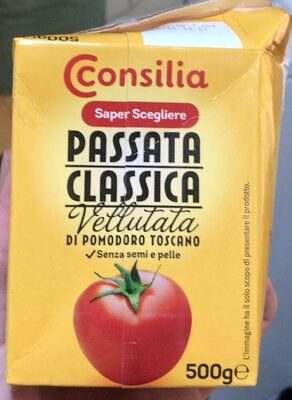 500g
Consilia
Saper Scegliere
PASSATA
CLASSICA
Vellutata
DI POMODORO TOSCANO
✓Senza semi e pelle
500g℮
L'immagine ha il solo scopo di presentare il prodotto.